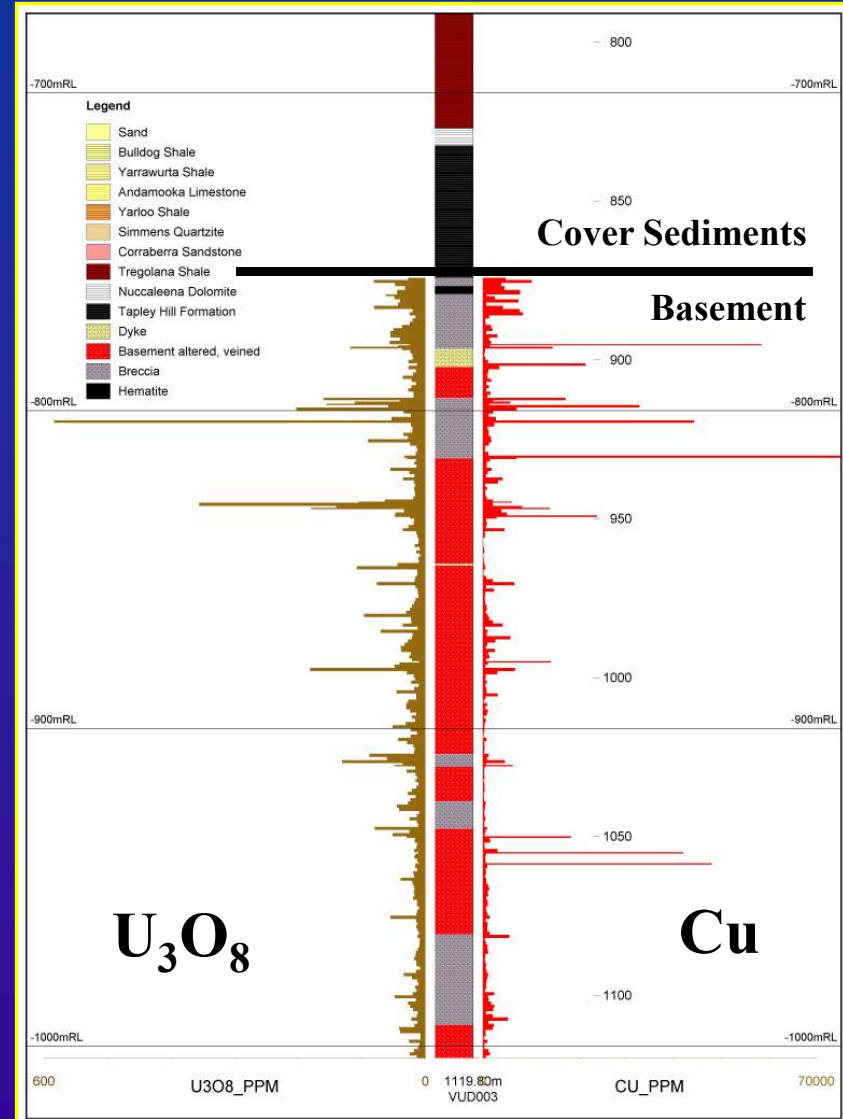 800
-700mRL -700mRL
Legend
Sand
Bulldog Shale
Yarrawurta Shale
Andamooka Limestone
Yarloo Shale
Simmens Quartzite
Corraberra Sandstone
Tregolana Shale
Nuccaleena Dolomite
Tapley Hill Formation
Dyke
Basement altered, veined
Breccia
Hematite
850
Cover Sediments
Basement
900
-800mRL -800mRL
950
1000
-900mRL -900mRL
1050
U3O8 Cu
1100
-1000mRL -1000mRL
600 U3O8_PPM 0 1119.80m CU_PPM 70000
VUD003